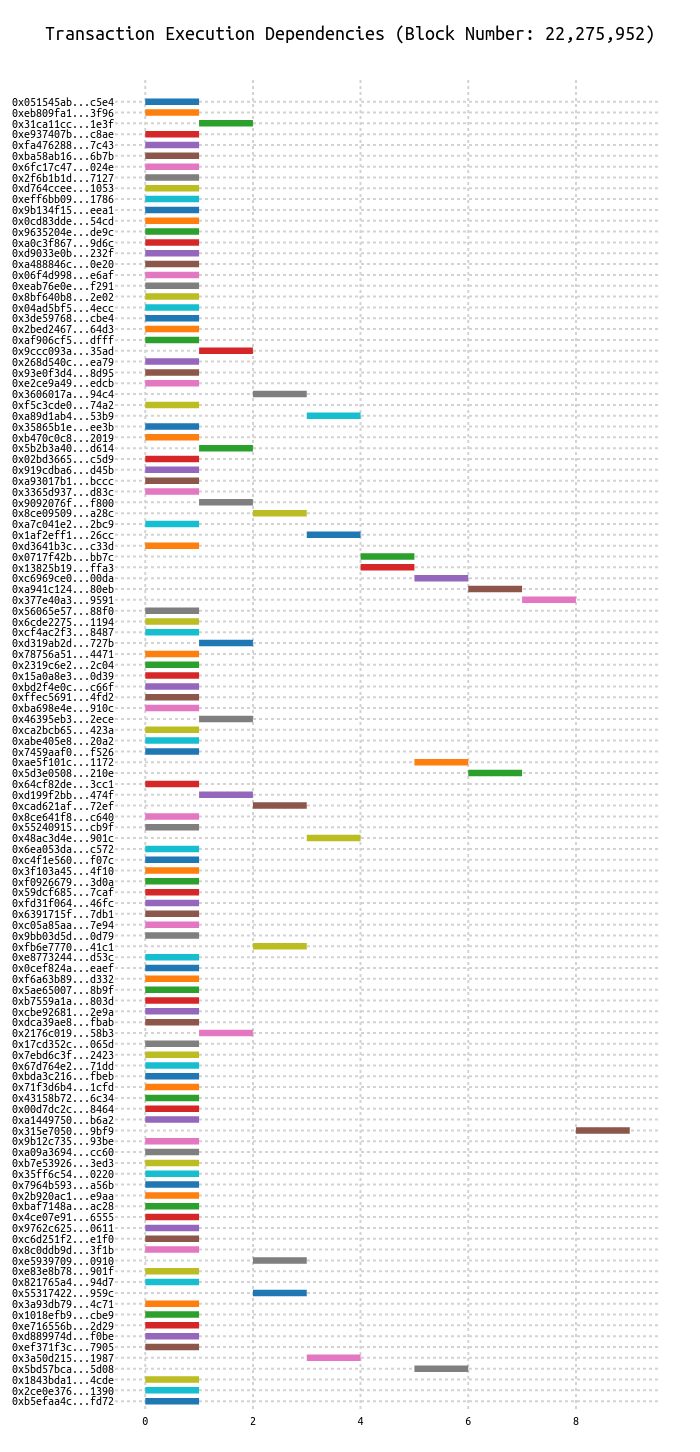 Transaction Execution Dependencies (Block Number: 22,275,952)
0x051545ab...c5e4
0xeb809fa1...3f96
0x31ca11cc...1e3f
0xe937407b...c8ae
0xfa476288...7c43
0xba58ab16...6b7b
0x6fc17c47...024e
0x2f6b1b1d...7127
0xd764ccee...1053
0xeff6bb09...1786
0x9b134f15...eea1
0x0cd83dde...54cd
0x9635204e...de9c
0xa0c3f867...9d6c
0xd9033e0b...232f
0xa488846c...0e20
0x06f4d998...e6af
0xeab76e0e...f291
0x8bf640b8...2e02
0x04ad5bf5...4ecc
0x3de59768...cbe4
0x2bed2467...64d3
0xaf906cf5...dfff
0x9ccc093a...35ad
0x268d540c...ea79
0x93e0f3d4...8d95
0xe2ce9a49...edcb
0x3606017a...94c4
0xf5c3cde0...74a2
0xa89d1ab4...53b9
0x35865b1e...ee3b
0xb470c0c8...2019
0x5b2b3a40...d614
0x02bd3665...c5d9
0x919cdba6...d45b
0xa93017b1...bccc
0x3365d937...d83c
0x9092076f...f800
0x8ce09509...a28c
0xa7c041e2...2bc9
0x1af2eff1...26cc
0xd3641b3c...c33d
0x0717f42b...bb7c
0x13825b19...ffa3
0xc6969ce0...00da
0xa941c124...80eb
0x377e40a3...9591
0x56065e57...88f0
0x6cde2275...1194
0xcf4ac2f3...8487
0xd319ab2d...727b
0x78756a51...4471
0x2319c6e2...2c04
0x15a0a8e3...0d39
0xbd2f4e0c...c66f
0xffec5691...4fd2
0xba698e4e...910c
0x46395eb3...2ece
0xca2bcb65...423a
0xabe405e8...20a2
0x7459aaf0...f526
0xae5f101c...1172
0x5d3e0508...210e
0x64cf82de...3cc1
0xd199f2bb...474f
0xcad621af...72ef
0x8ce641f8...c640
0x55240915...cb9f
0x48ac3d4e...901c
0x6ea053da...c572
0xc4f1e560...f07c
0x3f103a45...4f10
0xf0926679...3d0a
0x59dcf685...7caf
0xfd31f064...46fc
0x6391715f...7db1
0xc05a85aa...7e94
0x9bb03d5d...0d79
0xfb6e7770...41c1
0xe8773244...d53c
0x0cef824a...eaef
0xf6a63b89...d332
0x5ae65007...8b9f
0xb7559a1a...803d
0xcbe92681...2e9a
0xdca39ae8...fbab
0x2176c019...58b3
0x17cd352c...065d
0x7ebd6c3f...2423
0x67d764e2...71dd
0xbda3c216...fbeb
0x71f3d6b4...1cfd
0x43158b72...6c34
0x00d7dc2c...8464
0xa1449750...b6a2
0x315e7050...9bf9
0x9b12c735...93be
0xa09a3694...cc60
0xb7e53926...3ed3
0x35ff6c54...0220
0x7964b593...a56b
0x2b920ac1...e9aa
0xbaf7148a...ac28
0x4ce07e91...6555
0x9762c625...0611
0xc6d251f2...e1f0
0x8c0ddb9d...3f1b
0xe5939709...0910
0xe83e8b78...901f
0x821765a4...94d7
0x55317422...959c
0x3a93db79...4c71
0x1018efb9...cbe9
0xe716556b...2d29
0xd889974d...f0be
0xef371f3c...7905
0x3a50d215...1987
0x5bd57bca...5d08
0x1843bda1...4cde
0x2ce0e376...1390
0xb5efaa4c...fd72
0 2 4 6 8